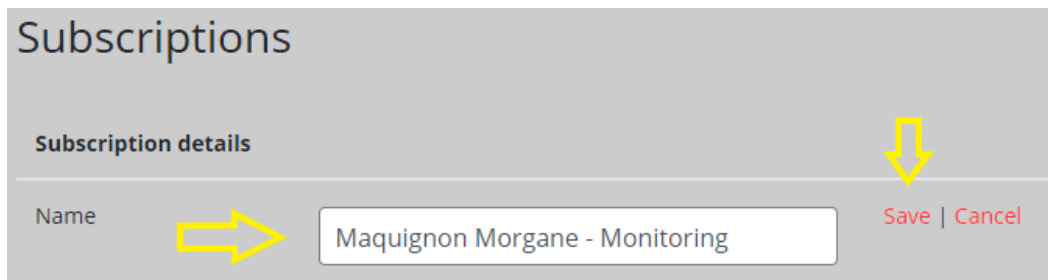 Subscriptions
Subscription details
Name
Maquignon Morgane - Monitoring
Save | Cancel